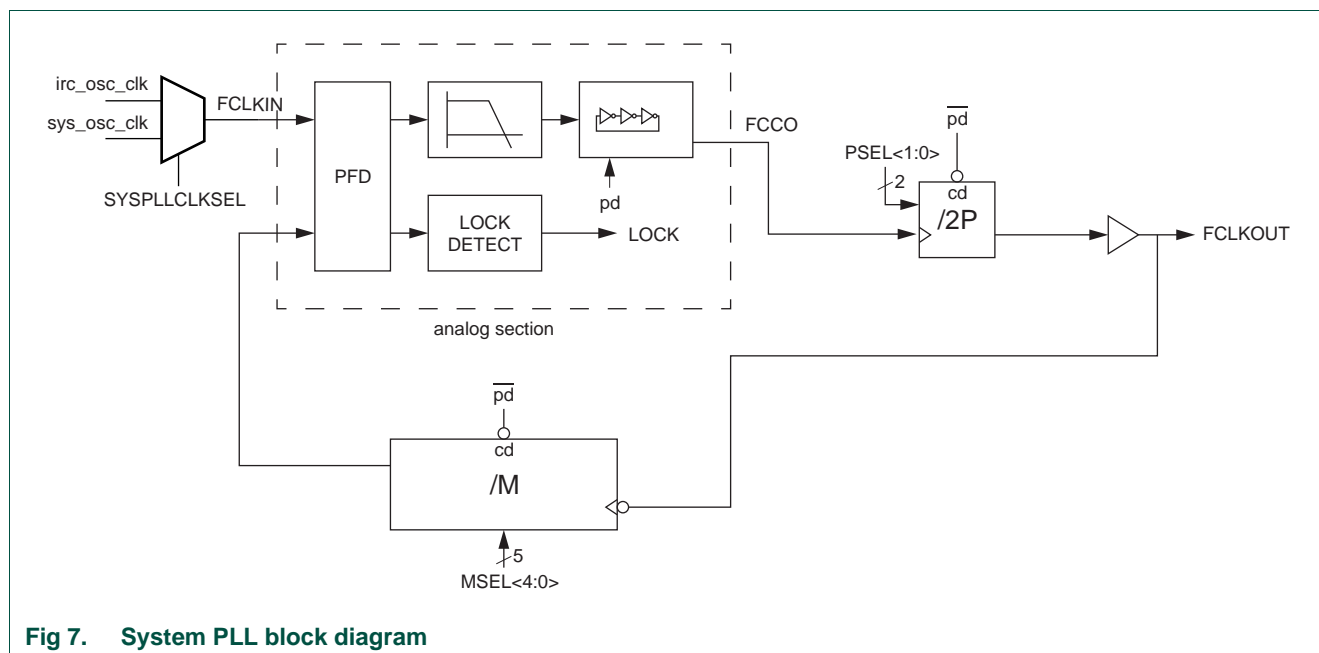 irc_osc_clk
sys_osc_clk
SYSPLLCLKSEL
FCLKIN
PFD
LOCK
DETECT
LOCK
pd
analog section
FCCO
PSEL<1:0>
2
pd
cd
/2P
FCLKOUT
pd
cd
/M
5
MSEL<4:0>
Fig 7. System PLL block diagram